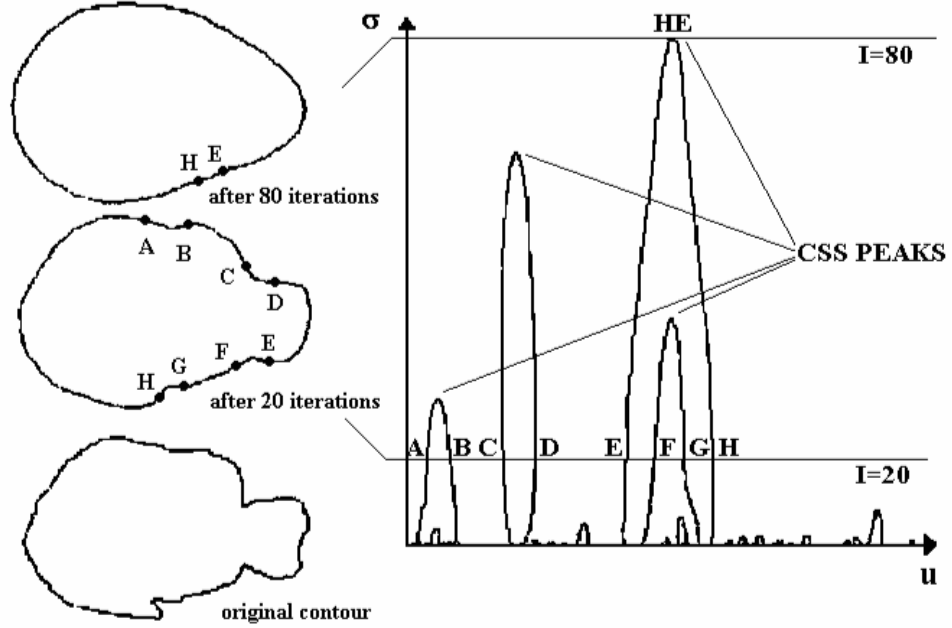 σ
HE
I=80
H E
after 80 iterations
A B
C
D
CSS PEAKS
H G F E
after 20 iterations
A B C D E F G H
I=20
u
original contour